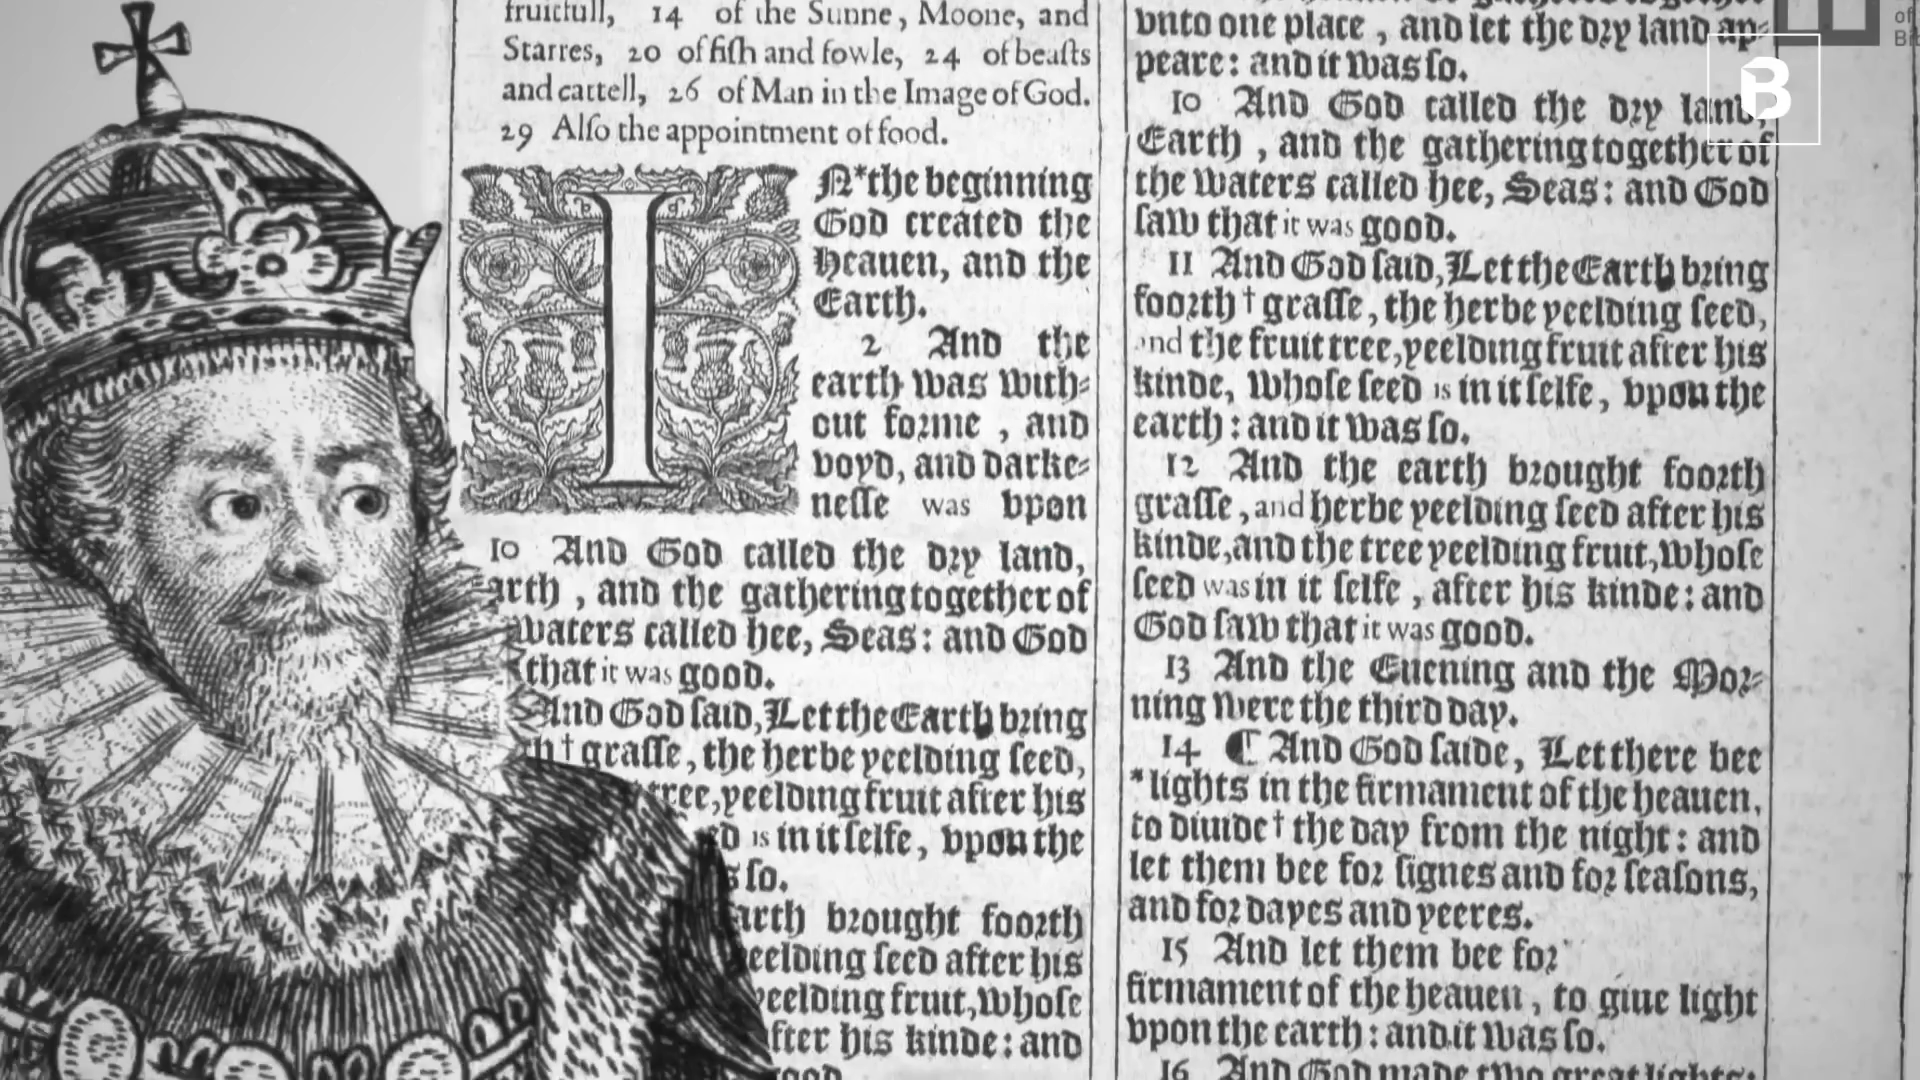 fruitfull, 14 of the Sunne, Moone, and
Starres, 20 of fiſh and fowle, 24 of beaſts
and cattell, 26 of Man in the Image of God.
29 Alſo the appointment of food.
IN*the beginning
God created the
Heauen, and the
Earth.
2 And the
earth was with-
out forme, and
voyd, and darke-
neſſe was vpon
10 And God called the dry land,
arth, and the gathering together of
waters called hee, Seas: and God
that it was good.
And God ſaid, Let the Earth bring
th † graſſe, the herbe yeelding ſeed,
tree, yeelding fruit after his
d is in it ſelfe, vpon the
s ſo.
arth brought foorth
eelding ſeed after his
yeelding fruit, whoſe
fter his kinde: and
good.
vnto one place, and let the dry land ap-
peare: and it was ſo.
10 And God called the dry land,
Earth, and the gathering together of
the waters called hee, Seas: and God
ſaw that it was good.
11 And God ſaid, Let the Earth bring
foorth † graſſe, the herbe yeelding ſeed,
and the fruit tree, yeelding fruit after his
kinde, whoſe ſeed is in it ſelfe, vpon the
earth: and it was ſo.
12 And the earth brought foorth
graſſe, and herbe yeelding ſeed after his
kinde, and the tree yeelding fruit, whoſe
ſeed was in it ſelfe, after his kinde: and
God ſaw that it was good.
13 And the Euening and the Mor-
ning were the third day.
14 ¶ And God ſaide, Let there bee
*lights in the firmament of the heauen,
to diuide † the day from the night: and
let them bee for ſignes and for ſeaſons,
and for dayes and yeeres.
15 And let them bee for
firmament of the heauen, to giue light
vpon the earth: and it was ſo.
16 And God made two great lights:
B
of